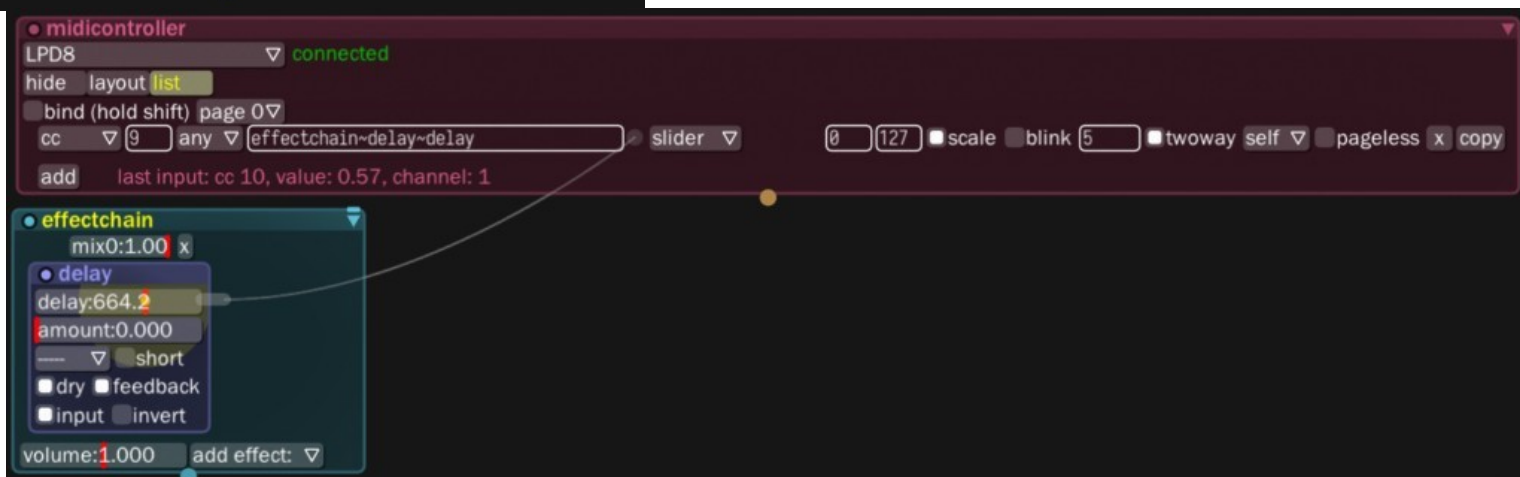 midicontroller
LPD8 connected
hide layout list
bind (hold shift) page 0
cc 9 any effectchain~delay~delay slider 0 127 scale blink 5 twoway self pageless x copy
add last input: cc 10, value: 0.57, channel: 1
effectchain
mix0:1.00 x
delay
delay:664.2
amount:0.000
---- short
dry feedback
input invert
volume:1.000 add effect: